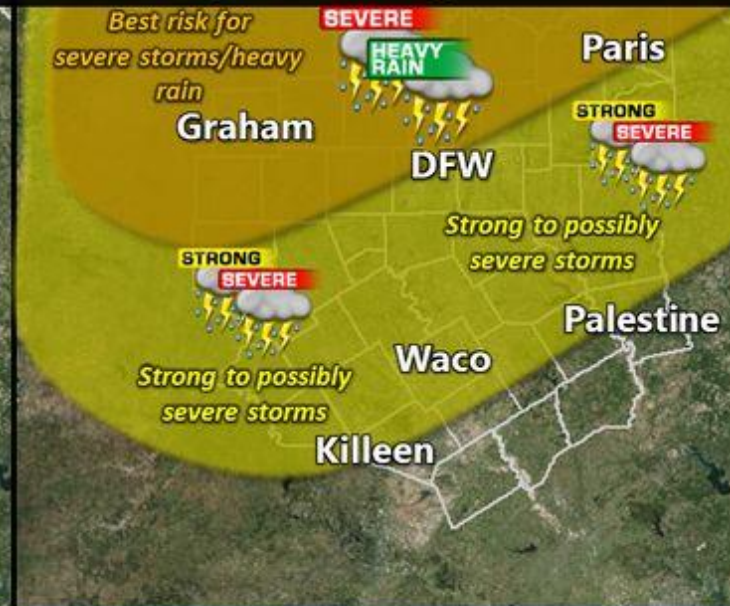 Best risk for
severe storms/heavy
rain
SEVERE
HEAVY
RAIN
Paris
Graham
DFW
STRONG
SEVERE
Strong to possibly
severe storms
STRONG
SEVERE
Palestine
Waco
Strong to possibly
severe storms
Killeen